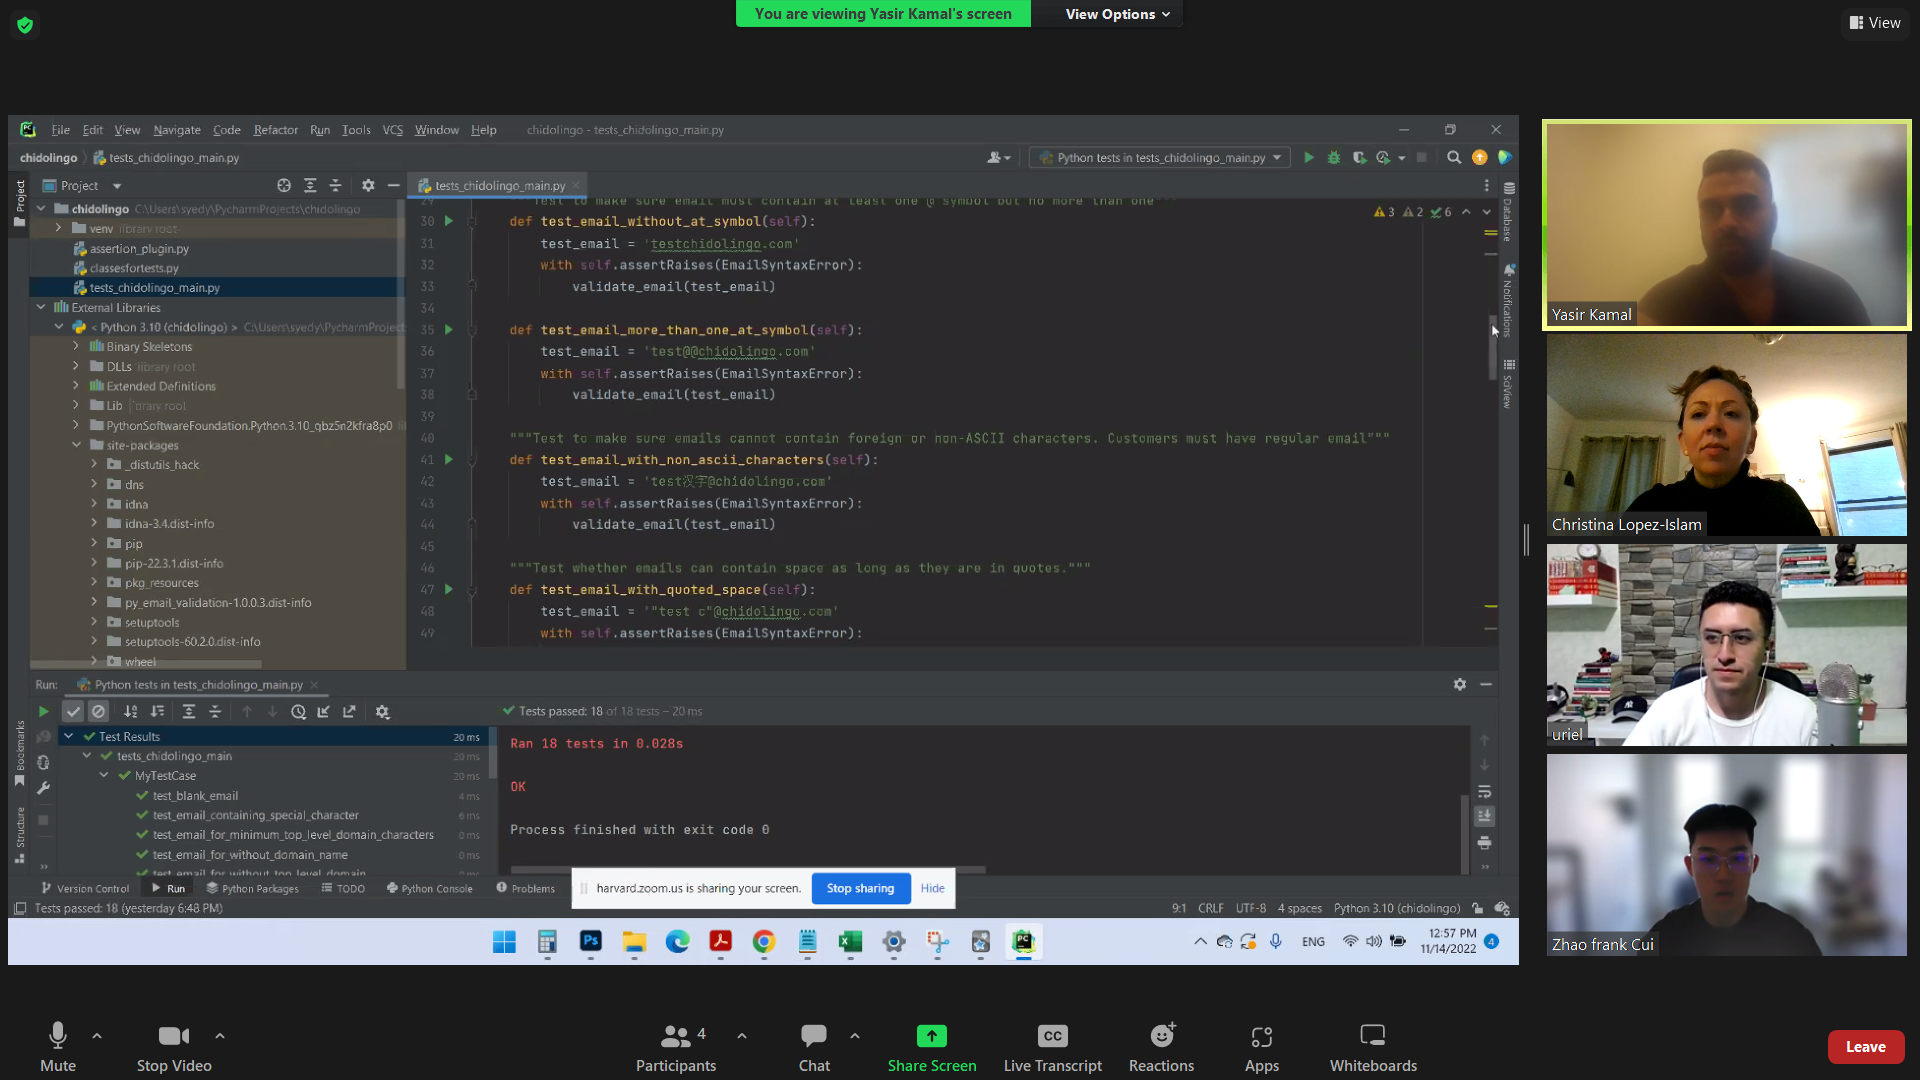 You are viewing Yasir Kamal's screen
View Options
View
File Edit View Navigate Code Refactor Run Tools VCS Window Help
chidolingo - tests_chidolingo_main.py
chidolingo
tests_chidolingo_main.py
Python tests in tests_chidolingo_main.py
Project
Project
tests_chidolingo_main.py
chidolingo C:\Users\syedy\PycharmProjects\chidolingo
venv library root
assertion_plugin.py
classesfortests.py
tests_chidolingo_main.py
External Libraries
< Python 3.10 (chidolingo) > C:\Users\syedy\PycharmProject
Binary Skeletons
DLLs library root
Extended Definitions
Lib library root
PythonSoftwareFoundation.Python.3.10_qbz5n2kfra8p0
site-packages
_distutils_hack
dns
idna
idna-3.4.dist-info
pip
pip-22.3.1.dist-info
pkg_resources
py_email_validation-1.0.0.3.dist-info
setuptools
setuptools-60.2.0.dist-info
wheel
29 """Test to make sure email must contain at least one @ symbol but no more than one"""
30 def test_email_without_at_symbol(self):
31 test_email = 'testchidolingo.com'
32 with self.assertRaises(EmailSyntaxError):
33 validate_email(test_email)
34
35 def test_email_more_than_one_at_symbol(self):
36 test_email = 'test@@chidolingo.com'
37 with self.assertRaises(EmailSyntaxError):
38 validate_email(test_email)
39
40 """Test to make sure emails cannot contain foreign or non-ASCII characters. Customers must have regular email"""
41 def test_email_with_non_ascii_characters(self):
42 test_email = 'test汉字@chidolingo.com'
43 with self.assertRaises(EmailSyntaxError):
44 validate_email(test_email)
45
46 """Test whether emails can contain space as long as they are in quotes."""
47 def test_email_with_quoted_space(self):
48 test_email = '"test c"@chidolingo.com'
49 with self.assertRaises(EmailSyntaxError):
3 2 6
Database
Notifications
SciView
Run:
Python tests in tests_chidolingo_main.py
Tests passed: 18 of 18 tests – 20 ms
Test Results 20 ms
tests_chidolingo_main 20 ms
MyTestCase 20 ms
test_blank_email 4 ms
test_email_containing_special_character 6 ms
test_email_for_minimum_top_level_domain_characters 0 ms
test_email_for_without_domain_name 0 ms
test_email_for_without_top_level_domain 0 ms
Ran 18 tests in 0.028s
OK
Process finished with exit code 0
Bookmarks
Structure
Version Control Run Python Packages TODO Python Console Problems
harvard.zoom.us is sharing your screen. Stop sharing Hide
Tests passed: 18 (yesterday 6:48 PM)
9:1 CRLF UTF-8 4 spaces Python 3.10 (chidolingo)
Ps
PC
ENG
12:57 PM
11/14/2022
4
Yasir Kamal
Christina Lopez-Islam
uriel
Zhao frank Cui
Mute
Stop Video
Participants 4
Chat
Share Screen
CC
Live Transcript
Reactions
Apps
Whiteboards
Leave